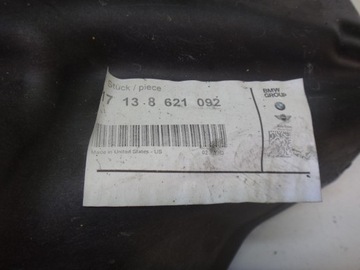 Stück / piece
7 13-8 621 092
Made in United States - US
BMW
GROUP